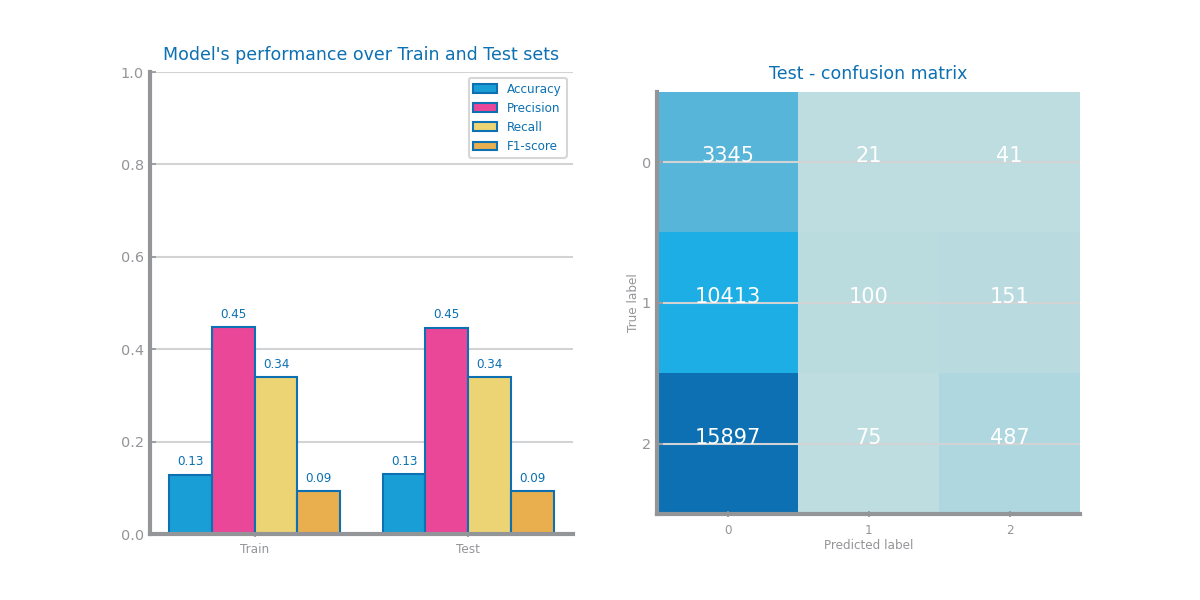 Model's performance over Train and Test sets
1.0
0.8
0.6
0.4
0.2
0.0
Accuracy
Precision
Recall
F1-score
0.13
0.45
0.34
0.09
0.13
0.45
0.34
0.09
Train
Test
Test - confusion matrix
True label
0
1
2
3345 21 41
10413 100 151
15897 75 487
0 1 2
Predicted label